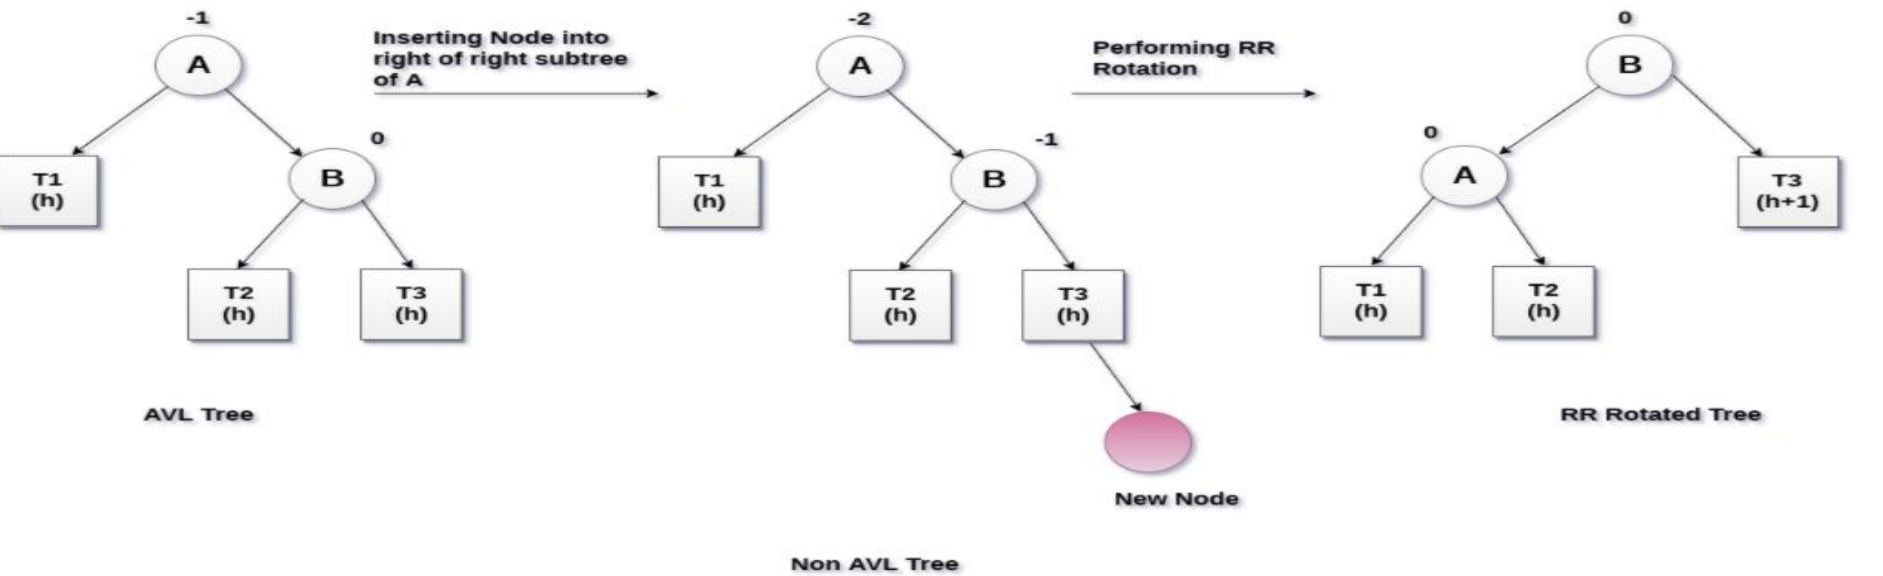 -1
A
Inserting Node into
right of right subtree
of A
0
B
T1
(h)
T2
(h)
T3
(h)
AVL Tree
-2
A
-1
B
T1
(h)
T2
(h)
T3
(h)
New Node
Non AVL Tree
Performing RR
Rotation
0
B
0
A
T3
(h+1)
T1
(h)
T2
(h)
RR Rotated Tree